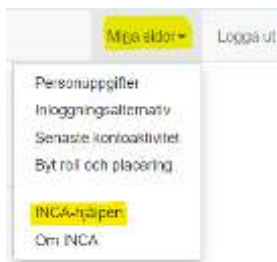 Mina sidor Logga ut
Personuppgifter
Inloggningsalternativ
Senaste kontoaktivitet
Byt roll och placering
INCA-hjälpen
Om INCA